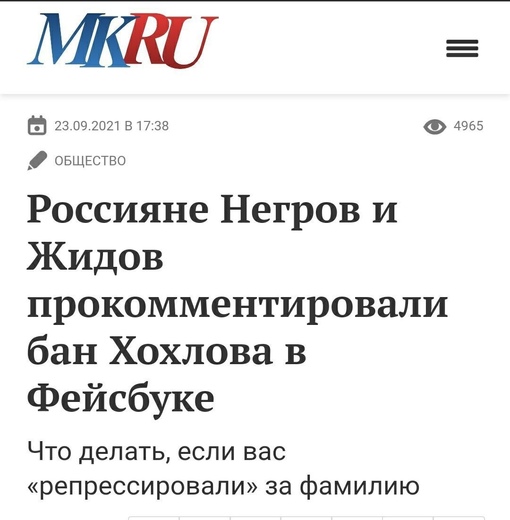 MKRU
23.09.2021 В 17:38
4965
ОБЩЕСТВО
Россияне Негров и
Жидов
прокомментировали
бан Хохлова в
Фейсбуке
Что делать, если вас
«репрессировали» за фамилию